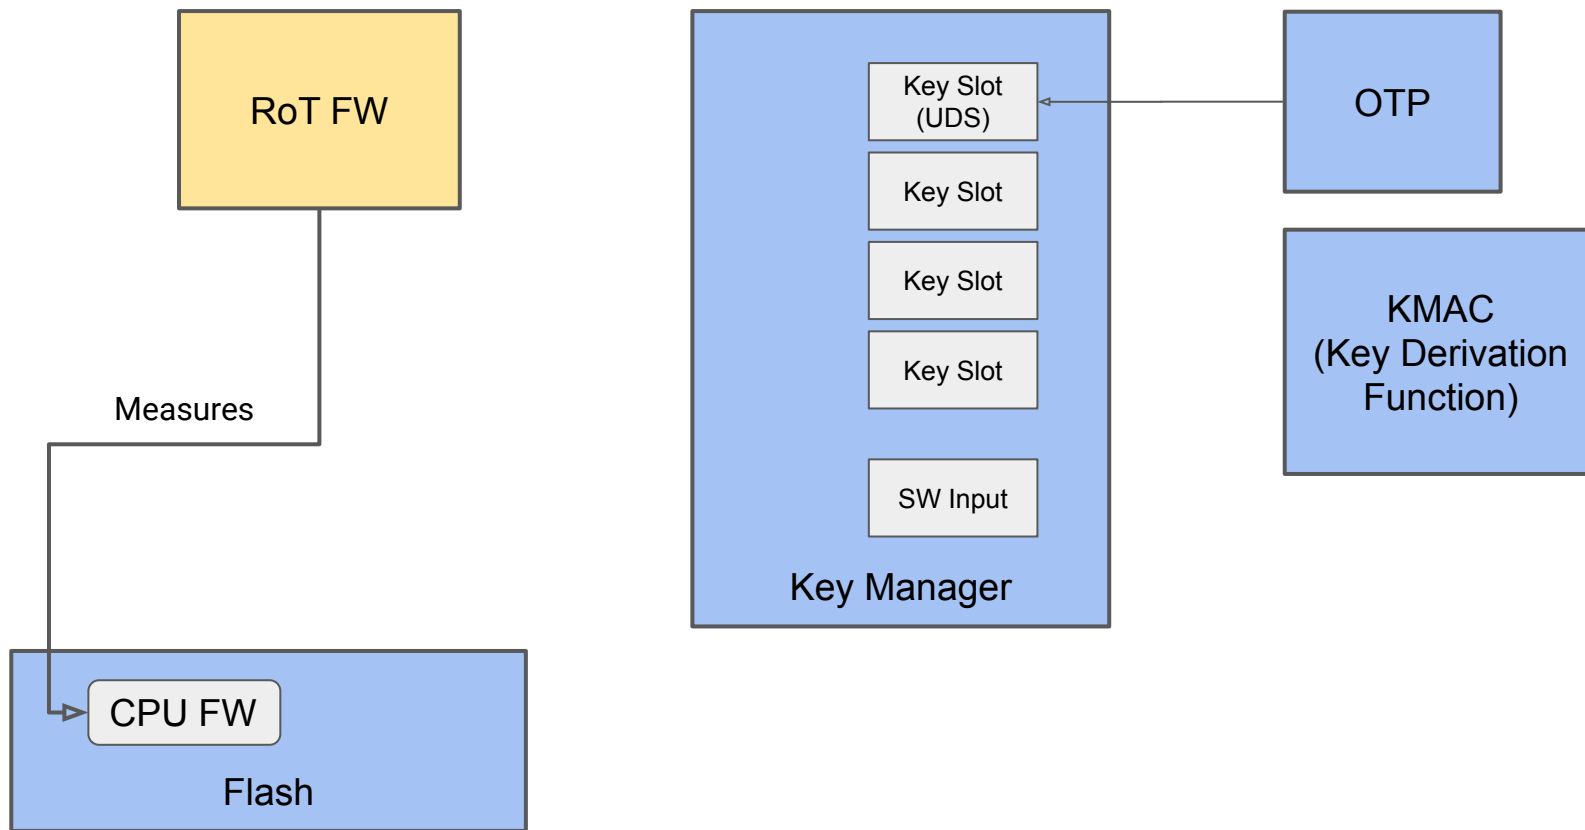 RoT FW
Key Slot
(UDS)
OTP
Key Slot
Key Slot
KMAC
(Key Derivation
Function)
Key Slot
Measures
SW Input
Key Manager
CPU FW
Flash